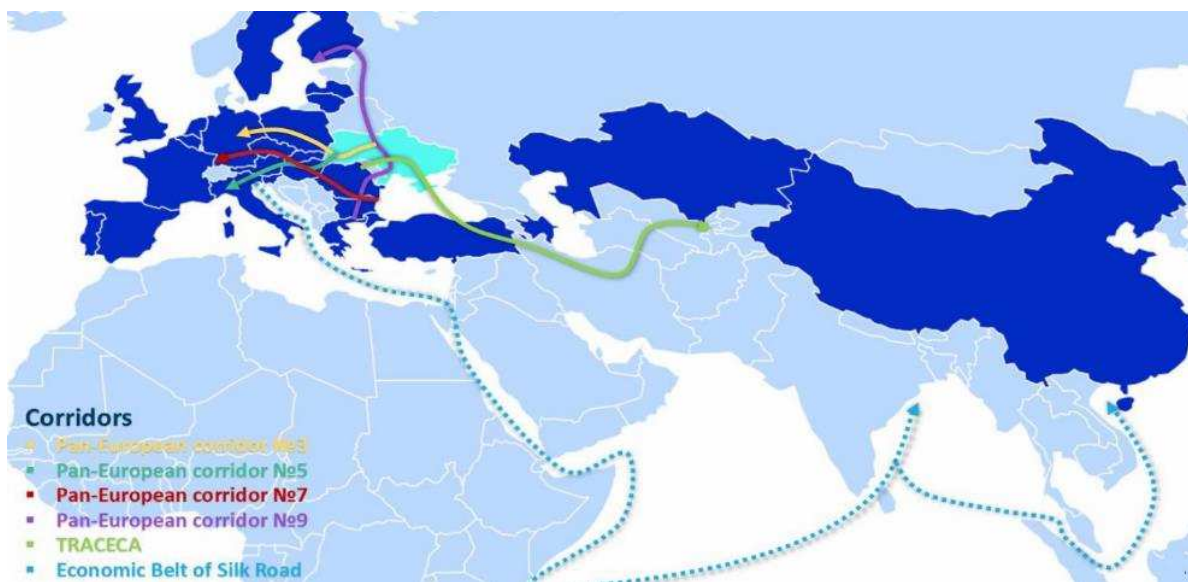 Corridors
Pan-European corridor №3
Pan-European corridor №5
Pan-European corridor №7
Pan-European corridor №9
TRACECA
Economic Belt of Silk Road